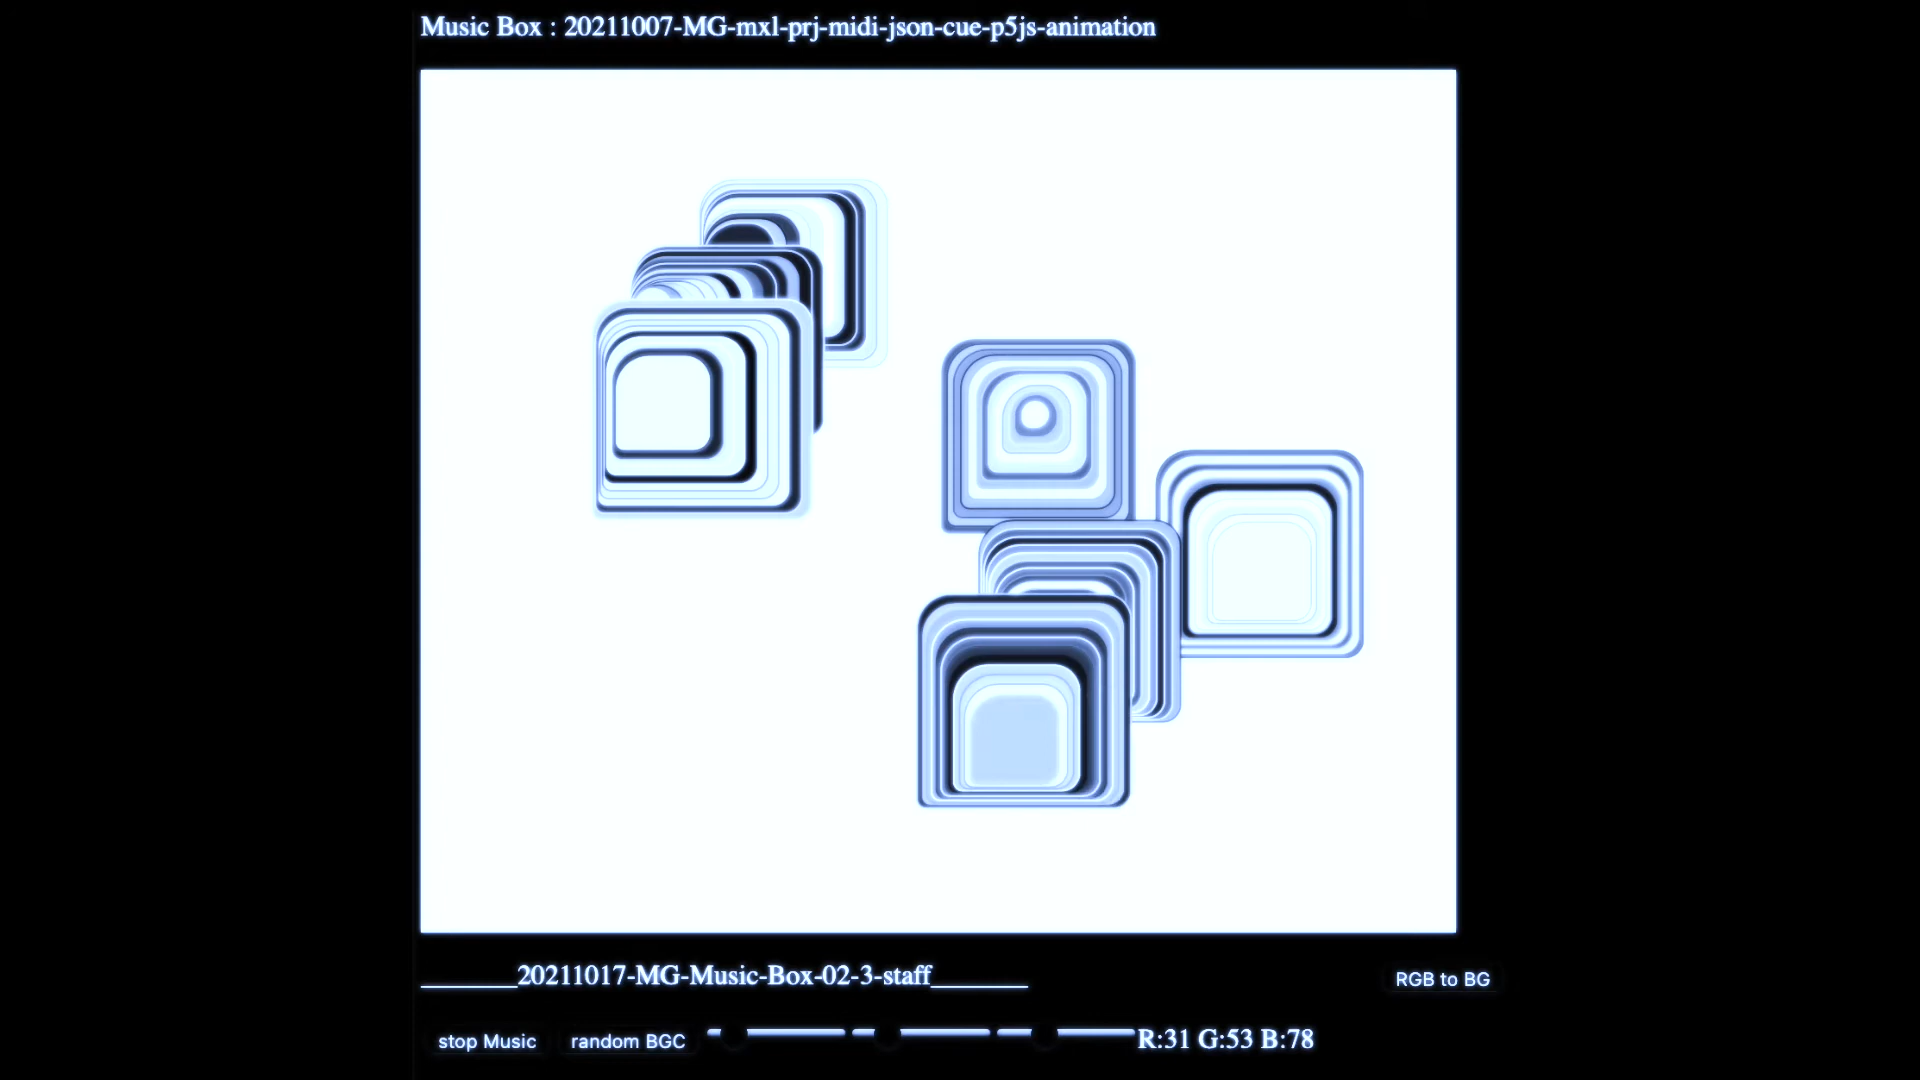 Music Box : 20211007-MG-mxl-prj-midi-json-cue-p5js-animation
________20211017-MG-Music-Box-02-3-staff________
RGB to BG
stop Music random BGC R:31 G:53 B:78